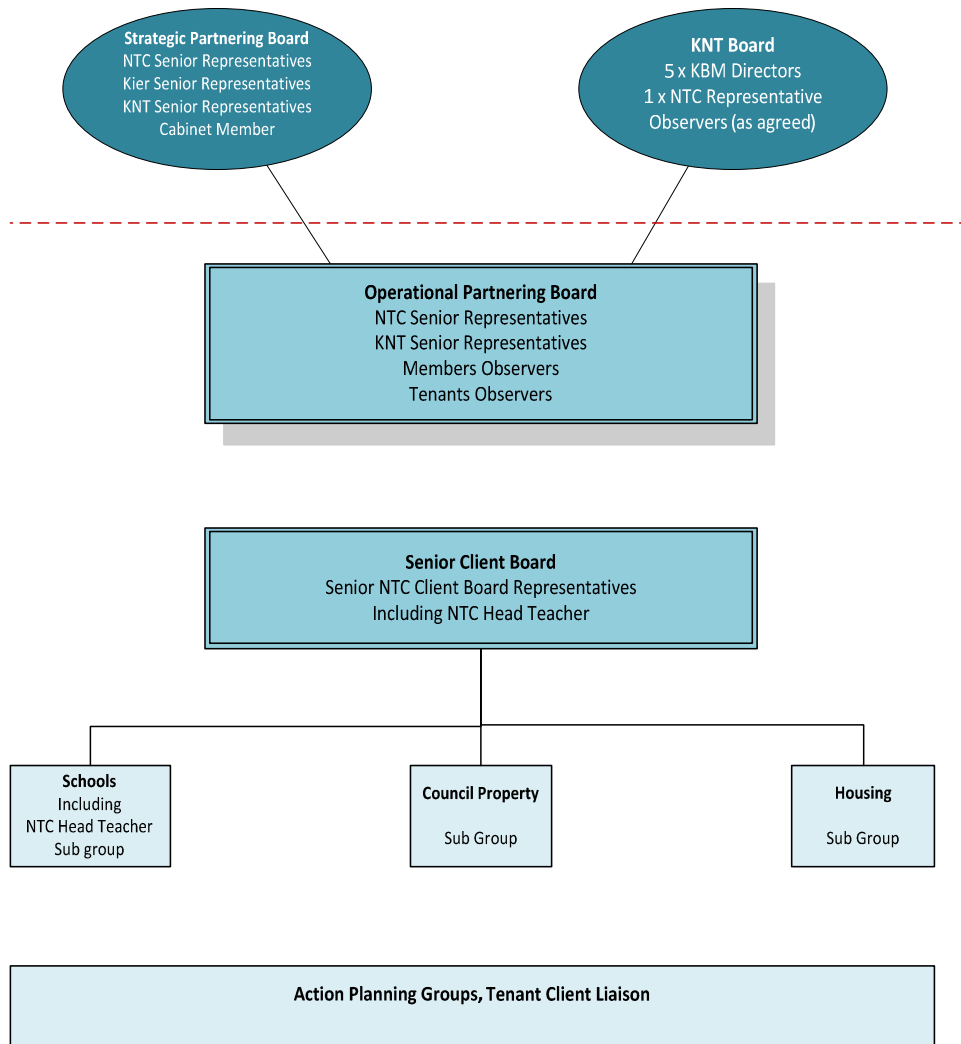 Strategic Partnering Board
NTC Senior Representatives
Kier Senior Representatives
KNT Senior Representatives
Cabinet Member
KNT Board
5 x KBM Directors
1 x NTC Representative
Observers (as agreed)
Operational Partnering Board
NTC Senior Representatives
KNT Senior Representatives
Members Observers
Tenants Observers
Senior Client Board
Senior NTC Client Board Representatives
Including NTC Head Teacher
Schools
Including
NTC Head Teacher
Sub group
Council Property
Sub Group
Housing
Sub Group
Action Planning Groups, Tenant Client Liaison